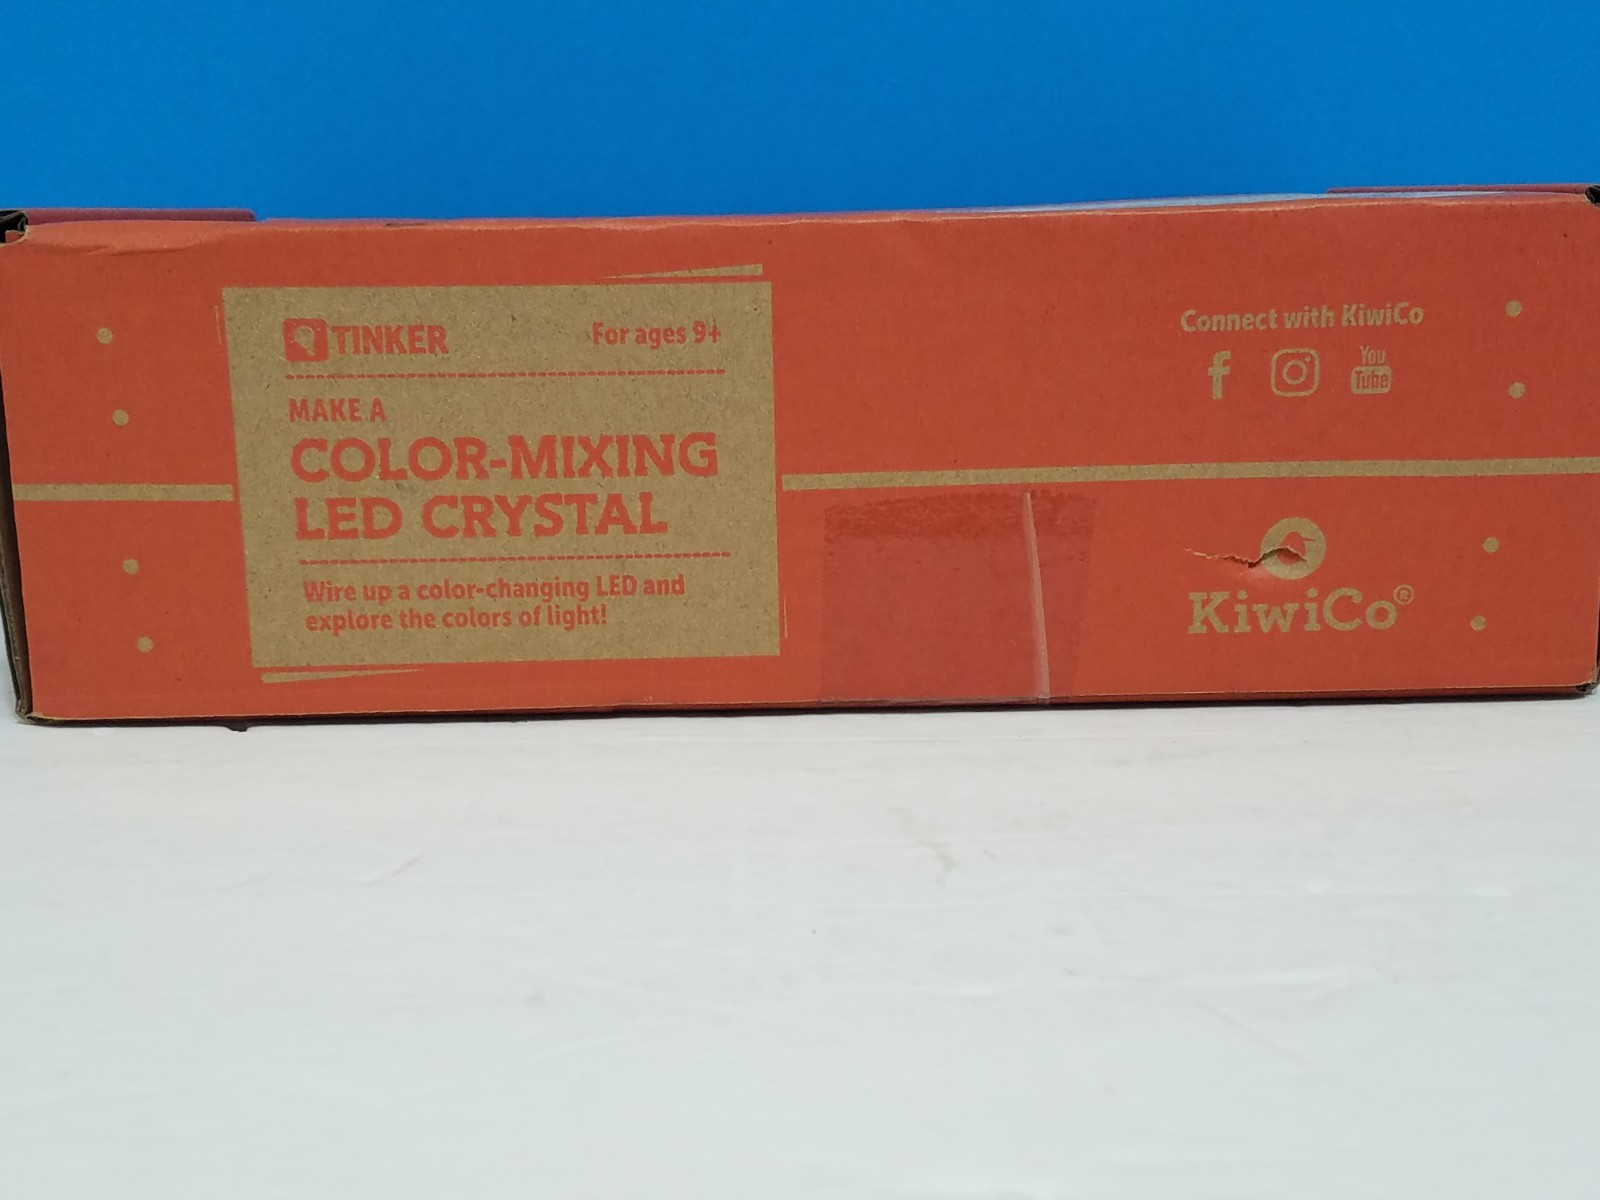 TINKER
For ages 9+
MAKE A
COLOR-MIXING
LED CRYSTAL
Wire up a color-changing LED and
explore the colors of light!
Connect with KiwiCo
f
You
Tube
KiwiCo®